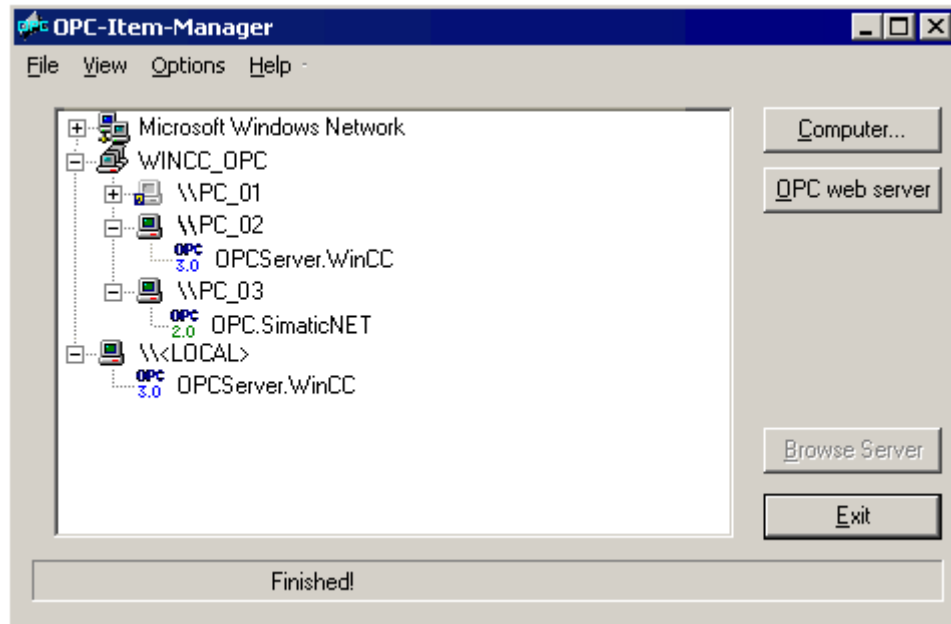 OPC OPC-Item-Manager
File View Options Help
Microsoft Windows Network
Computer...
WINCC_OPC
\\PC_01
OPC web server
\\PC_02
OPC 3.0 OPCServer.WinCC
\\PC_03
OPC 2.0 OPC.SimaticNET
\\<LOCAL>
OPC 3.0 OPCServer.WinCC
Browse Server
Exit
Finished!